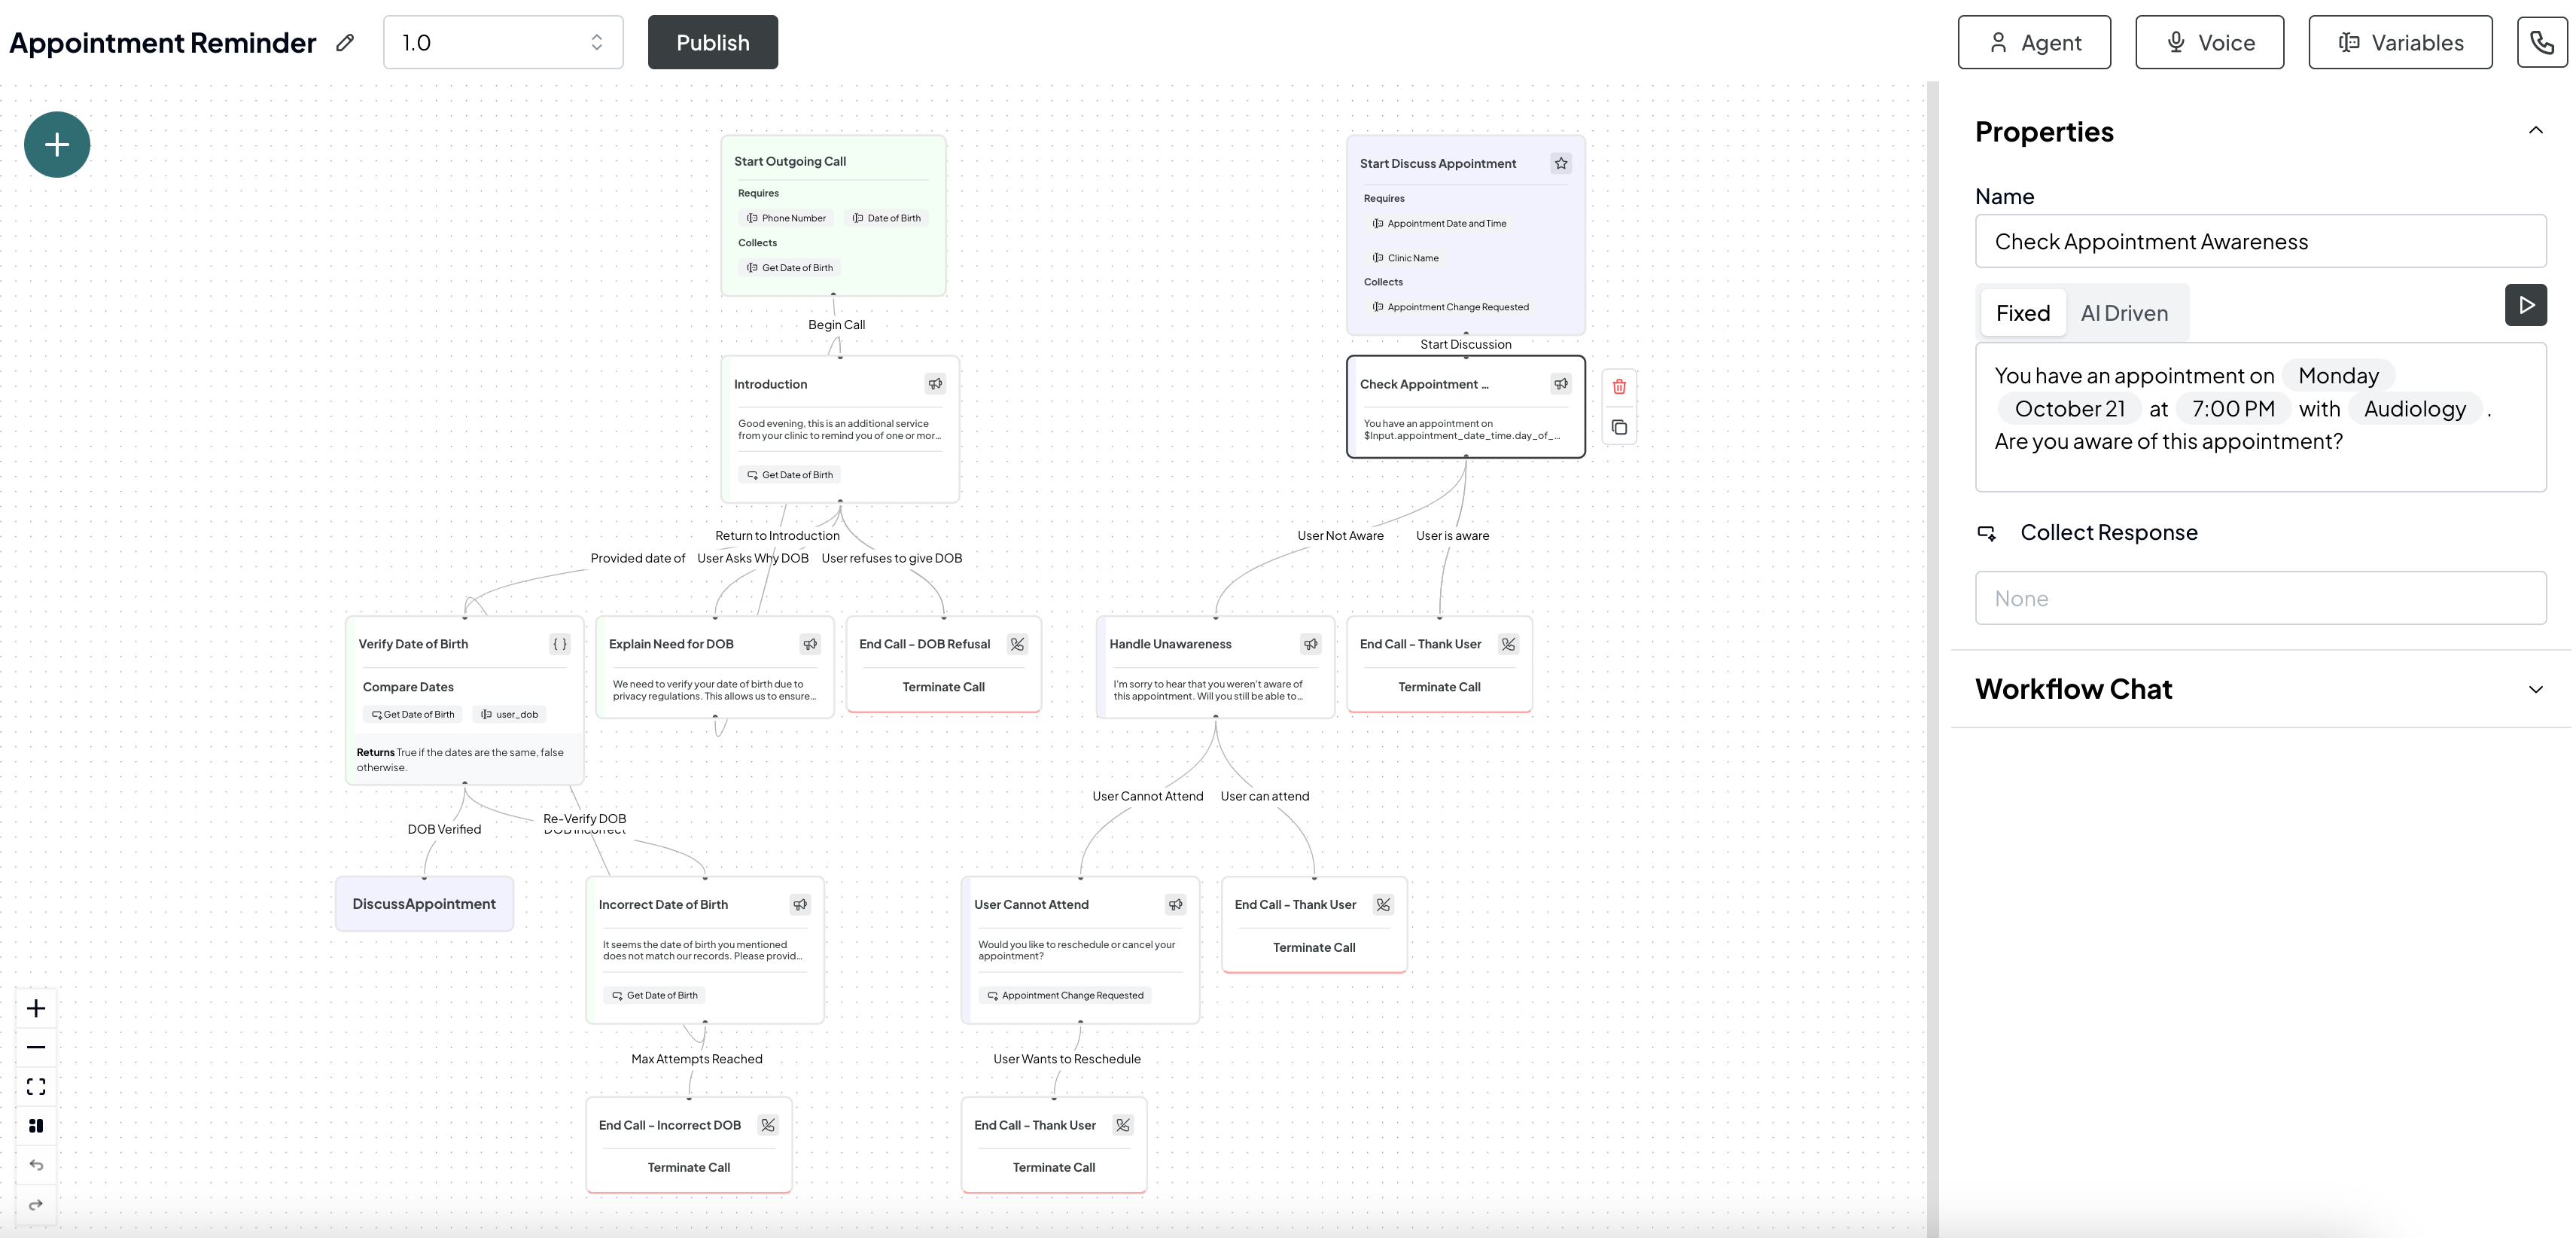 Appointment Reminder
1.0
Publish
Agent
Voice
Variables
Start Outgoing Call
Requires
Phone Number
Date of Birth
Collects
Get Date of Birth
Begin Call
Introduction
Good evening, this is an additional service
from your clinic to remind you of one or mor...
Get Date of Birth
Return to Introduction
Provided date of
User Asks Why DOB
User refuses to give DOB
Verify Date of Birth
{ }
Compare Dates
Get Date of Birth
user_dob
Returns True if the dates are the same, false
otherwise.
Explain Need for DOB
We need to verify your date of birth due to
privacy regulations. This allows us to ensure...
End Call - DOB Refusal
Terminate Call
DOB Verified
Re-Verify DOB
DOB Incorrect
DiscussAppointment
Incorrect Date of Birth
It seems the date of birth you mentioned
does not match our records. Please provid...
Get Date of Birth
Max Attempts Reached
End Call - Incorrect DOB
Terminate Call
Start Discuss Appointment
Requires
Appointment Date and Time
Clinic Name
Collects
Appointment Change Requested
Start Discussion
Check Appointment ...
You have an appointment on
$Input.appointment_date_time.day_of_...
User Not Aware
User is aware
Handle Unawareness
I'm sorry to hear that you weren't aware of
this appointment. Will you still be able to...
End Call - Thank User
Terminate Call
User Cannot Attend
User can attend
User Cannot Attend
Would you like to reschedule or cancel your
appointment?
Appointment Change Requested
End Call - Thank User
Terminate Call
User Wants to Reschedule
End Call - Thank User
Terminate Call
Properties
Name
Check Appointment Awareness
Fixed
AI Driven
You have an appointment on Monday
October 21 at 7:00 PM with Audiology .
Are you aware of this appointment?
Collect Response
None
Workflow Chat